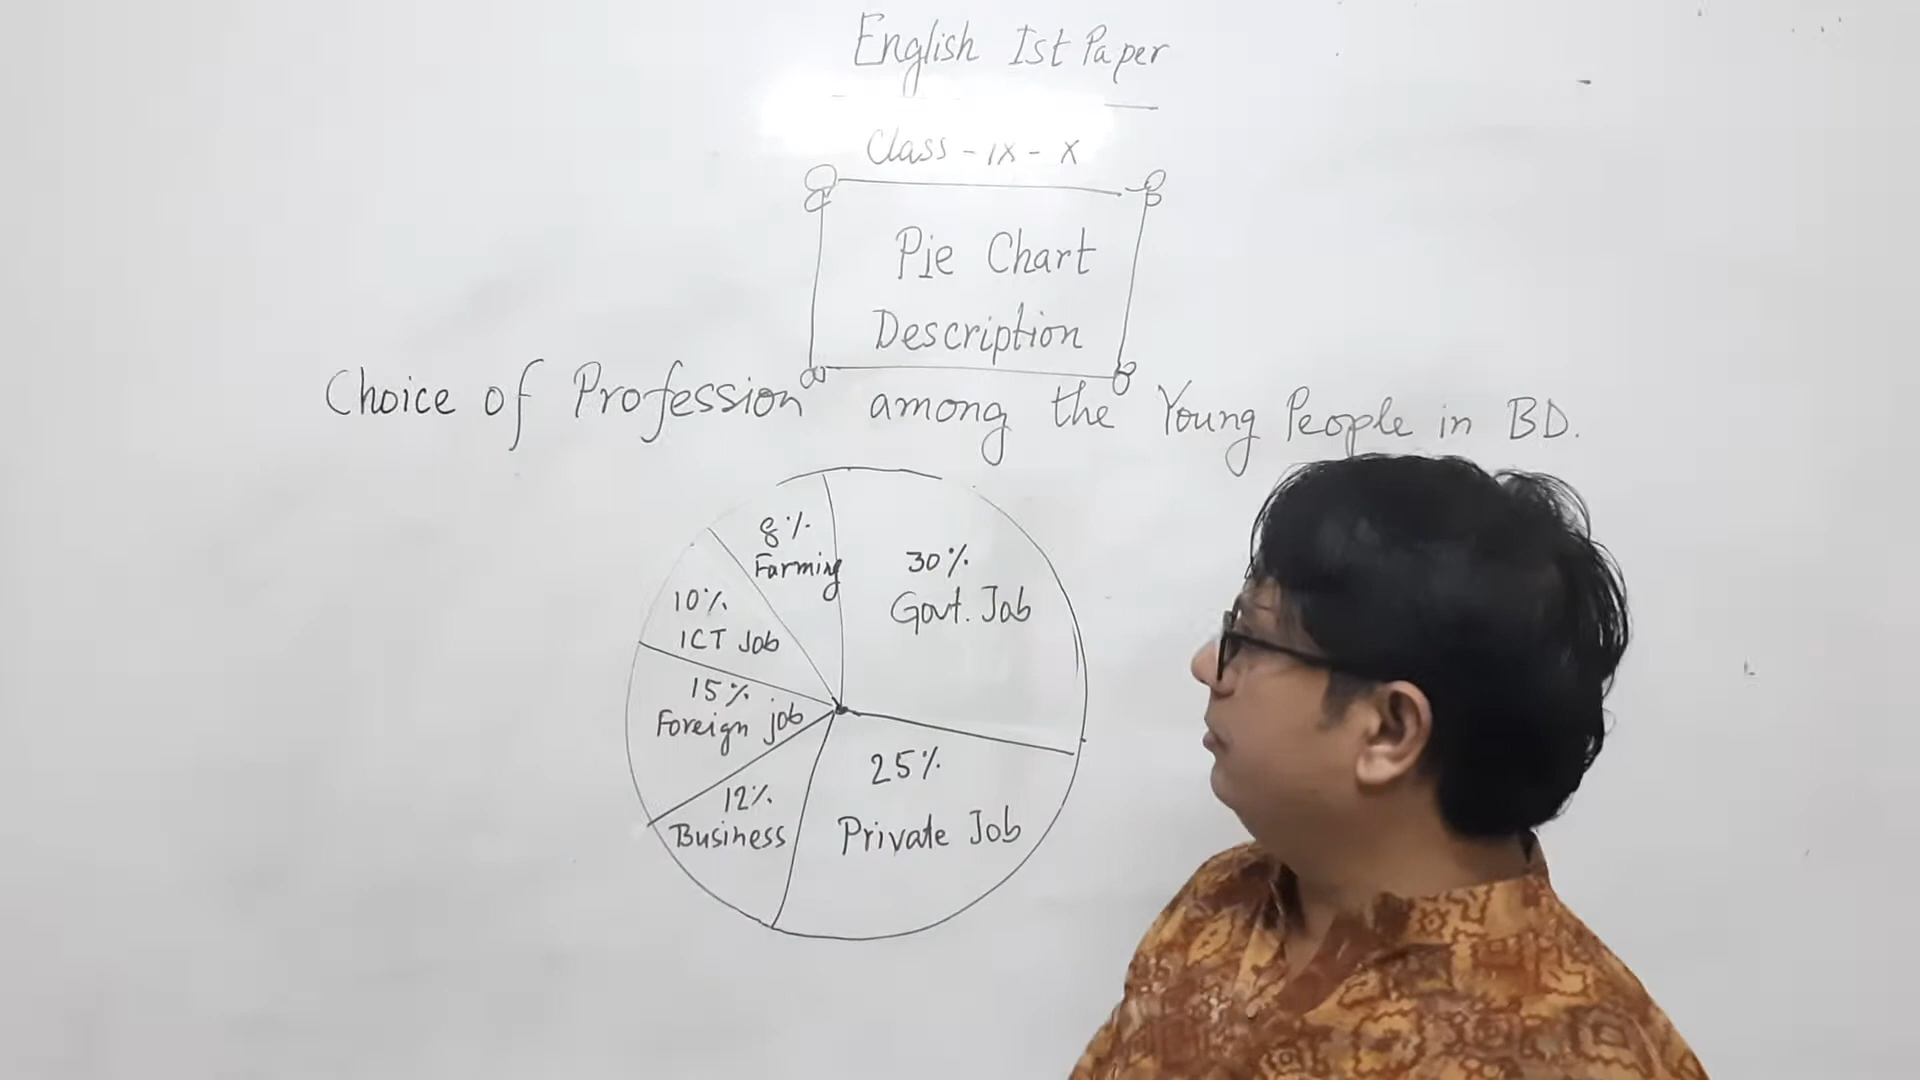 English Ist Paper
Class - IX - X
Pie Chart
Description
Choice of Profession among the Young People in BD.
8%
Farming
30%
Govt. Job
10%
ICT Job
15%
Foreign job
12%
Business
25%
Private Job